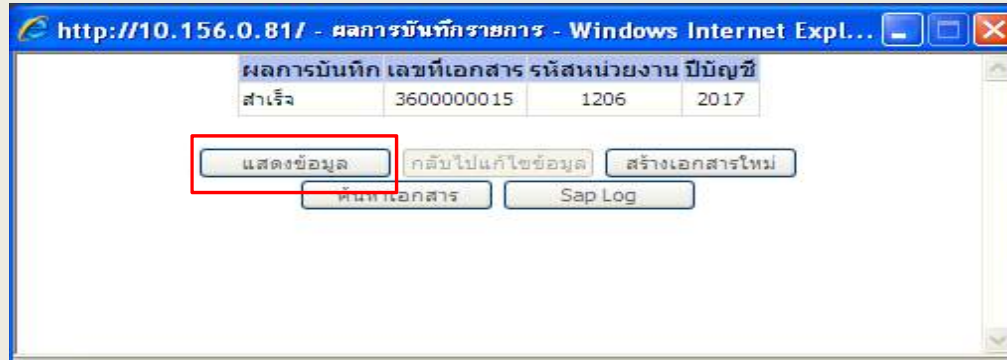 http://10.156.0.81/ - ผลการบันทึกรายการ - Windows Internet Expl...
ผลการบันทึก เลขที่เอกสาร รหัสหน่วยงาน ปีบัญชี
สำเร็จ 3600000015 1206 2017
แสดงข้อมูล กลับไปแก้ไขข้อมูล สร้างเอกสารใหม่
ค้นหาเอกสาร Sap Log